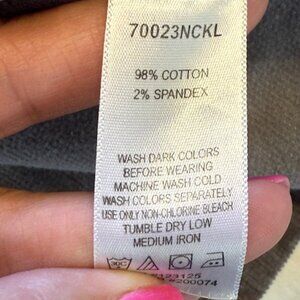 70023NCKL
98% COTTON
2% SPANDEX
WASH DARK COLORS
BEFORE WEARING
MACHINE WASH COLD
WASH COLORS SEPARATELY
USE ONLY NON-CHLORINE BLEACH
TUMBLE DRY LOW
MEDIUM IRON
30C